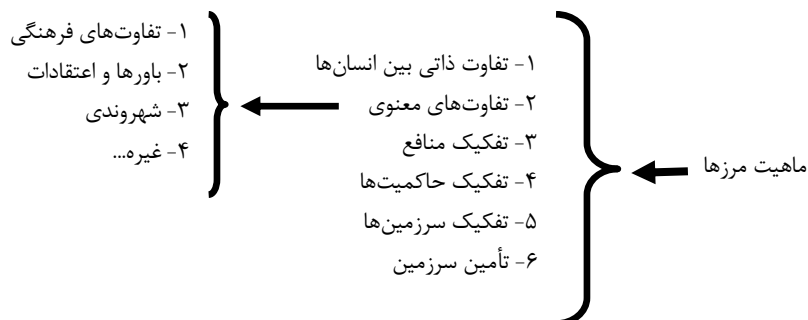 ماهیت مرزها
۱- تفاوت ذاتی بین انسان‌ها
۲- تفاوت‌های معنوی
۳- تفکیک منافع
۴- تفکیک حاکمیت‌ها
۵- تفکیک سرزمین‌ها
۶- تأمین سرزمین
۱- تفاوت‌های فرهنگی
۲- باورها و اعتقادات
۳- شهروندی
۴- غیره...